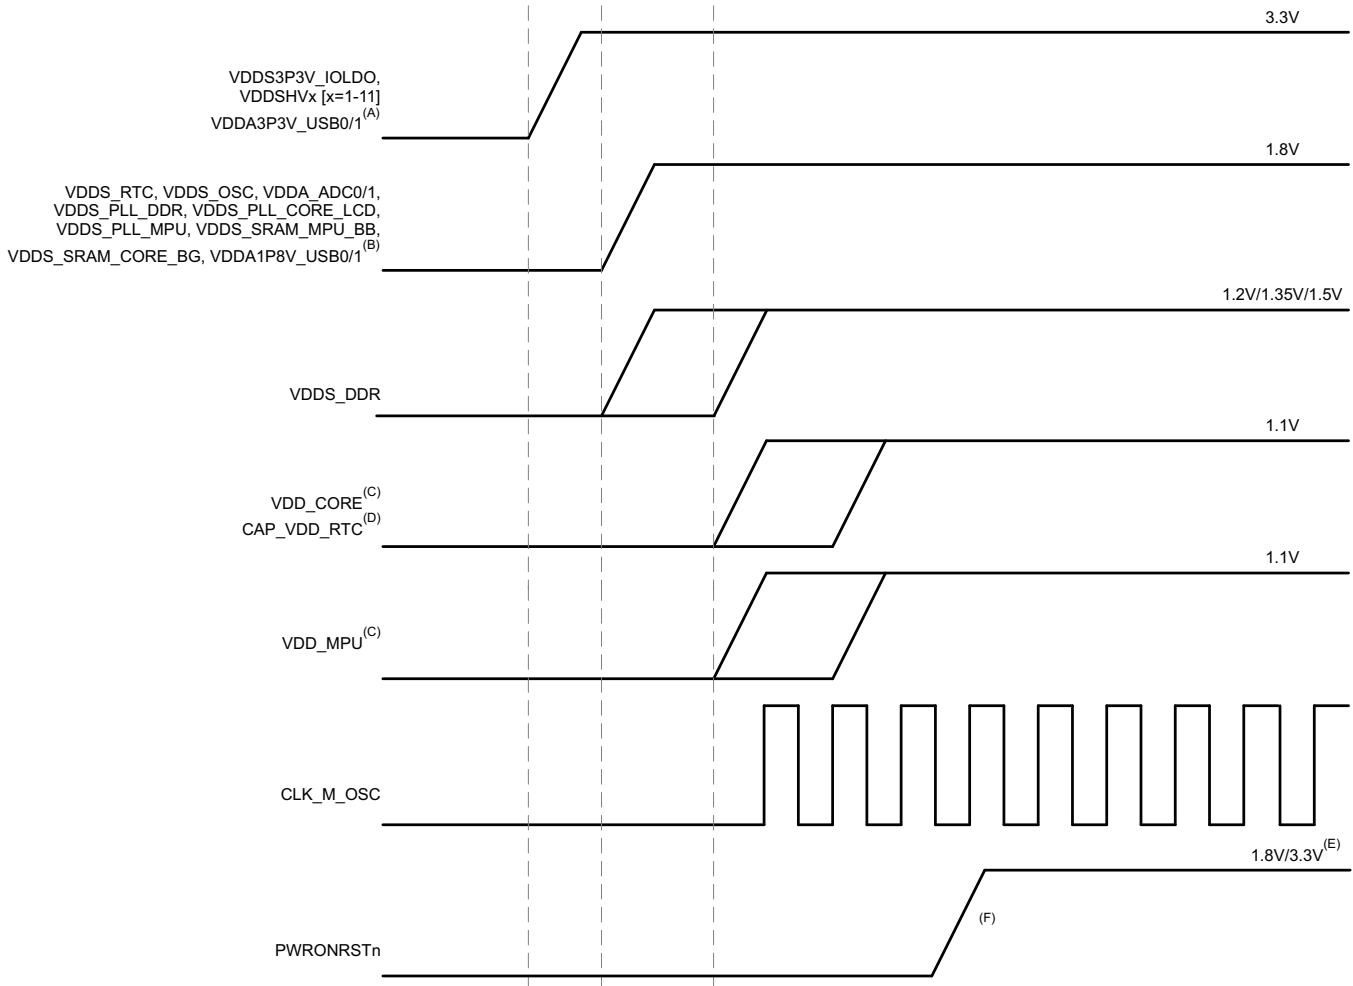 3.3V
VDDS3P3V_IOLDO,
VDDSHVx [x=1-11]
VDDA3P3V_USB0/1(A)
1.8V
VDDS_RTC, VDDS_OSC, VDDA_ADC0/1,
VDDS_PLL_DDR, VDDS_PLL_CORE_LCD,
VDDS_PLL_MPU, VDDS_SRAM_MPU_BB,
VDDS_SRAM_CORE_BG, VDDA1P8V_USB0/1(B)
1.2V/1.35V/1.5V
VDDS_DDR
1.1V
VDD_CORE(C)
CAP_VDD_RTC(D)
1.1V
VDD_MPU(C)
CLK_M_OSC
1.8V/3.3V(E)
(F)
PWRONRSTn